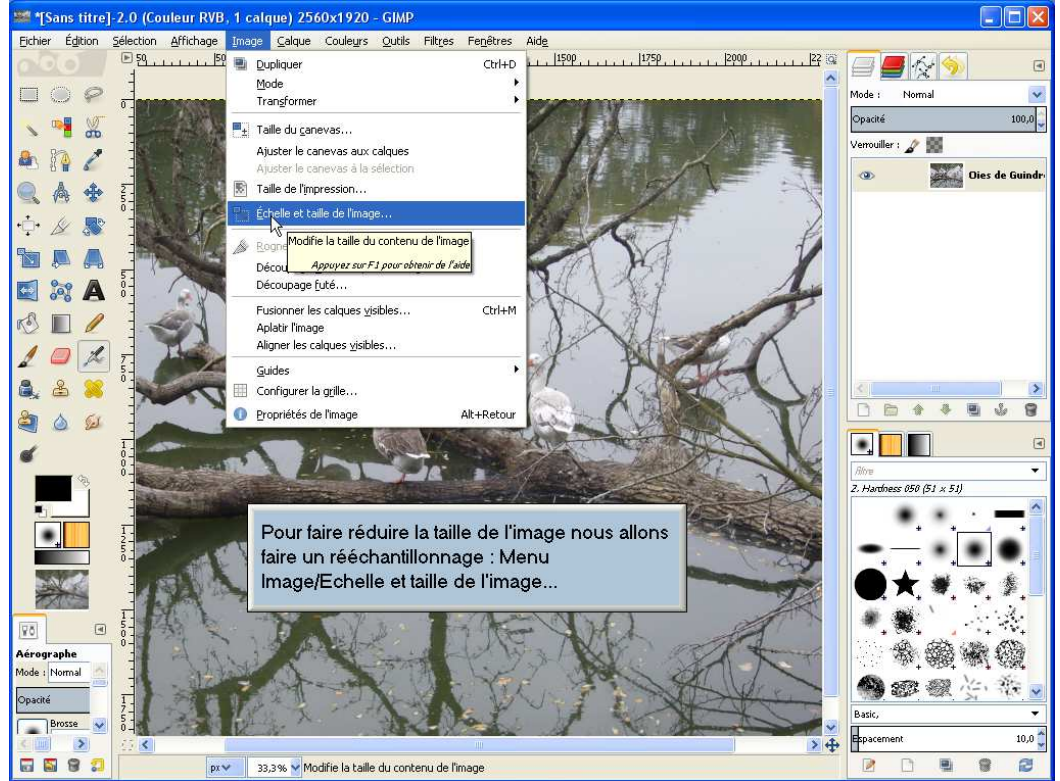 *[Sans titre]-2.0 (Couleur RVB, 1 calque) 2560x1920 - GIMP
Fichier Édition Sélection Affichage Image Calque Couleurs Outils Filtres Fenêtres Aide
Dupliquer Ctrl+D
Mode
Transformer
Taille du canevas...
Ajuster le canevas aux calques
Ajuster le canevas à la sélection
Taille de l'impression...
Échelle et taille de l'image...
Modifie la taille du contenu de l'image
Appuyez sur F1 pour obtenir de l'aide
Découpage futé...
Fusionner les calques visibles... Ctrl+M
Aplatir l'image
Aligner les calques visibles...
Guides
Configurer la grille...
Propriétés de l'image Alt+Retour
1500 1750 2000
Pour faire réduire la taille de l'image nous allons
faire un rééchantillonnage : Menu
Image/Echelle et taille de l'image...
Aérographe
Mode : Normal
Opacité
Brosse
px 33,3% Modifie la taille du contenu de l'image
Mode : Normal
Opacité 100,0
Verrouiller :
Oies de Guindr
filtre
2. Hardness 050 (51 × 51)
Basic,
Espacement 10,0